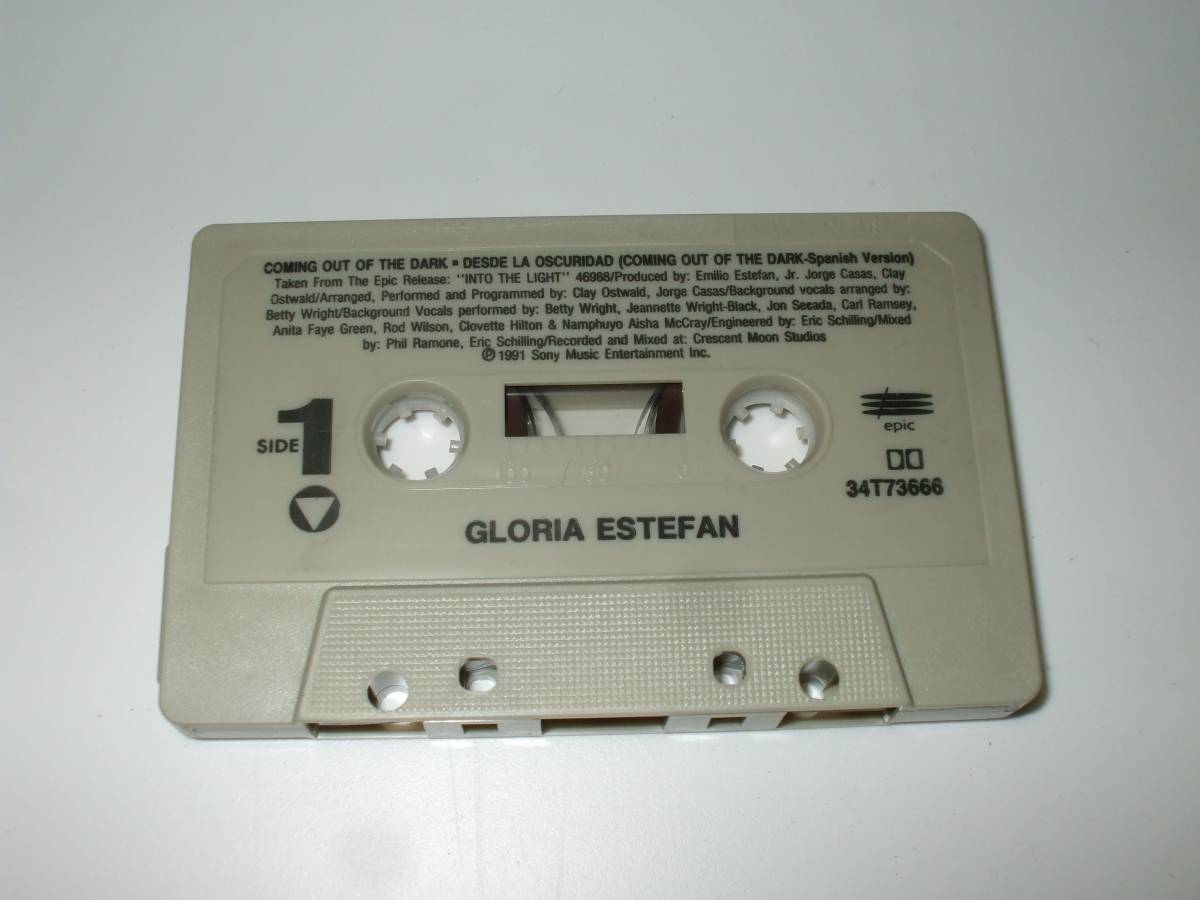 COMING OUT OF THE DARK ▪ DESDE LA OSCURIDAD (COMING OUT OF THE DARK-Spanish Version)
Taken From The Epic Release: "INTO THE LIGHT" 46988/Produced by: Emilio Estefan, Jr. Jorge Casas, Clay
Ostwald/Arranged, Performed and Programmed by: Clay Ostwald, Jorge Casas/Background vocals arranged by:
Betty Wright/Background Vocals performed by: Betty Wright, Jeannette Wright-Black, Jon Secada, Carl Ramsey,
Anita Faye Green, Rod Wilson, Clovette Hilton & Namphuyo Aisha McCray/Engineered by: Eric Schilling/Mixed
by: Phil Ramone, Eric Schilling/Recorded and Mixed at: Crescent Moon Studios
℗ 1991 Sony Music Entertainment Inc.
SIDE 1
epic
34T73666
100 / 50 0
GLORIA ESTEFAN